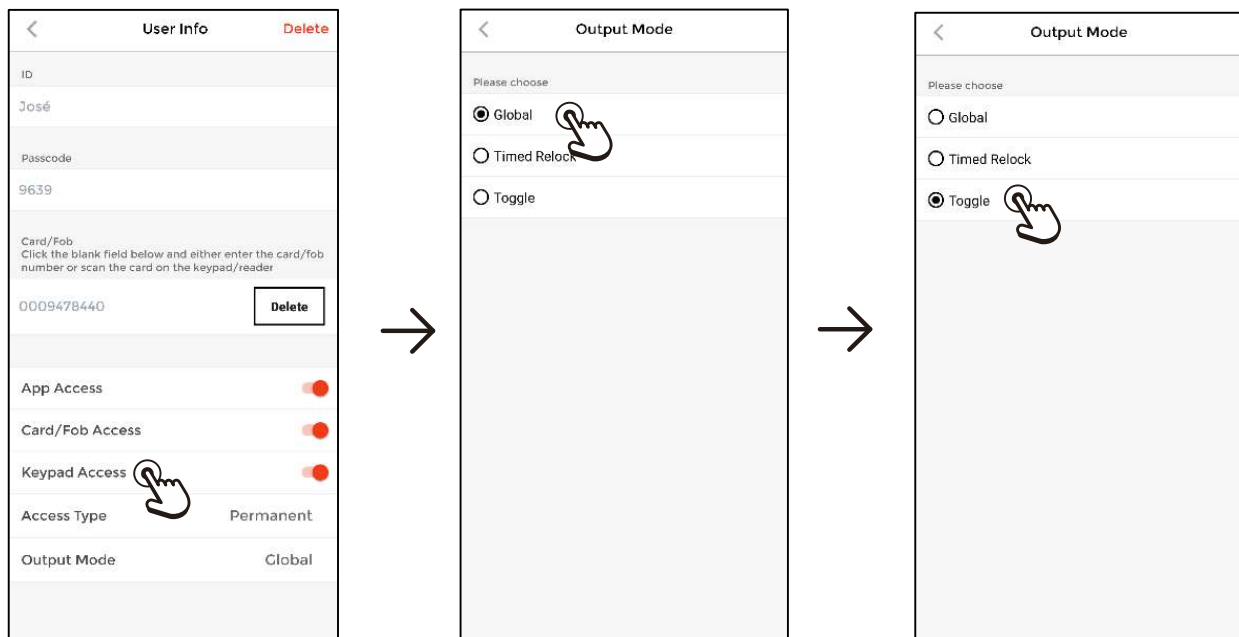 User Info
Delete
ID
José
Passcode
9639
Card/Fob
Click the blank field below and either enter the card/fob
number or scan the card on the keypad/reader
0009478440
Delete
App Access
Card/Fob Access
Keypad Access
Access Type
Permanent
Output Mode
Global
Output Mode
Please choose
Global
Timed Relock
Toggle
Output Mode
Please choose
Global
Timed Relock
Toggle